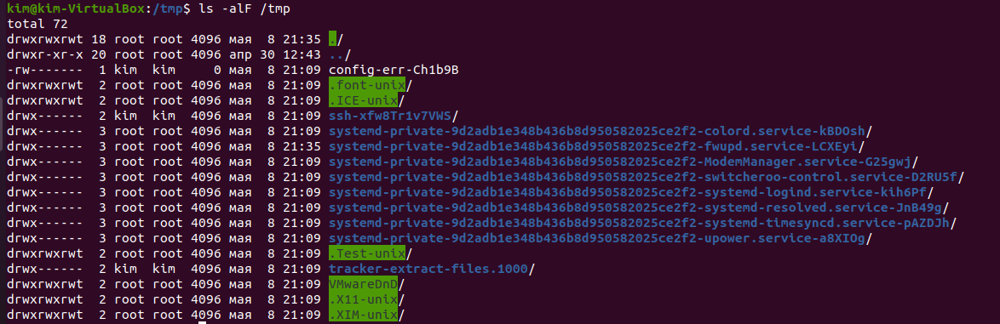 kim@kim-VirtualBox:/tmp$ ls -alF /tmp
total 72
drwxrwxrwt 18 root root 4096 мая  8 21:35 ./
drwxr-xr-x 20 root root 4096 апр 30 12:43 ../
-rw-------  1 kim  kim     0 мая  8 21:09 config-err-Ch1b9B
drwxrwxrwt  2 root root 4096 мая  8 21:09 .font-unix/
drwxrwxrwt  2 root root 4096 мая  8 21:09 .ICE-unix/
drwx------  2 kim  kim  4096 мая  8 21:09 ssh-xfw8Tr1v7VWS/
drwx------  3 root root 4096 мая  8 21:09 systemd-private-9d2adb1e348b436b8d950582025ce2f2-colord.service-kBDOsh/
drwx------  3 root root 4096 мая  8 21:35 systemd-private-9d2adb1e348b436b8d950582025ce2f2-fwupd.service-LCXEyi/
drwx------  3 root root 4096 мая  8 21:09 systemd-private-9d2adb1e348b436b8d950582025ce2f2-ModemManager.service-G25gwj/
drwx------  3 root root 4096 мая  8 21:09 systemd-private-9d2adb1e348b436b8d950582025ce2f2-switcheroo-control.service-D2RU5f/
drwx------  3 root root 4096 мая  8 21:09 systemd-private-9d2adb1e348b436b8d950582025ce2f2-systemd-logind.service-kih6Pf/
drwx------  3 root root 4096 мая  8 21:09 systemd-private-9d2adb1e348b436b8d950582025ce2f2-systemd-resolved.service-JnB49g/
drwx------  3 root root 4096 мая  8 21:09 systemd-private-9d2adb1e348b436b8d950582025ce2f2-systemd-timesyncd.service-pAZDJh/
drwx------  3 root root 4096 мая  8 21:09 systemd-private-9d2adb1e348b436b8d950582025ce2f2-upower.service-a8XIOg/
drwxrwxrwt  2 root root 4096 мая  8 21:09 .Test-unix/
drwx------  2 kim  kim  4096 мая  8 21:09 tracker-extract-files.1000/
drwxrwxrwt  2 root root 4096 мая  8 21:09 VMwareDnD/
drwxrwxrwt  2 root root 4096 мая  8 21:09 .X11-unix/
drwxrwxrwt  2 root root 4096 мая  8 21:09 .XIM-unix/